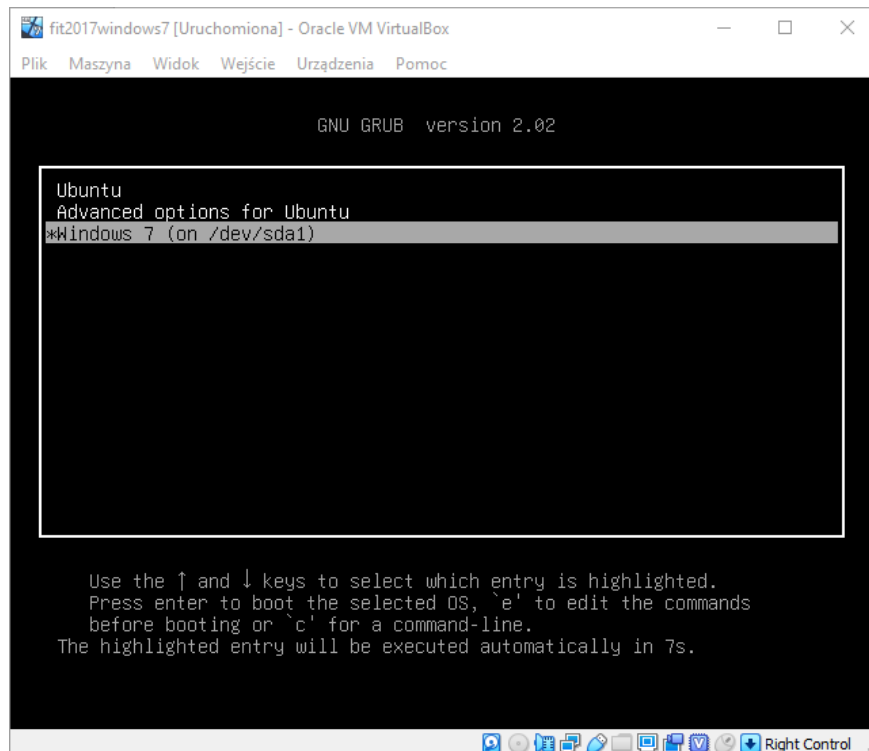 fit2017windows7 [Uruchomiona] - Oracle VM VirtualBox
Plik Maszyna Widok Wejście Urządzenia Pomoc
GNU GRUB version 2.02
Ubuntu
Advanced options for Ubuntu
*Windows 7 (on /dev/sda1)
Use the ↑ and ↓ keys to select which entry is highlighted.
Press enter to boot the selected OS, `e' to edit the commands
before booting or `c' for a command-line.
The highlighted entry will be executed automatically in 7s.
Right Control